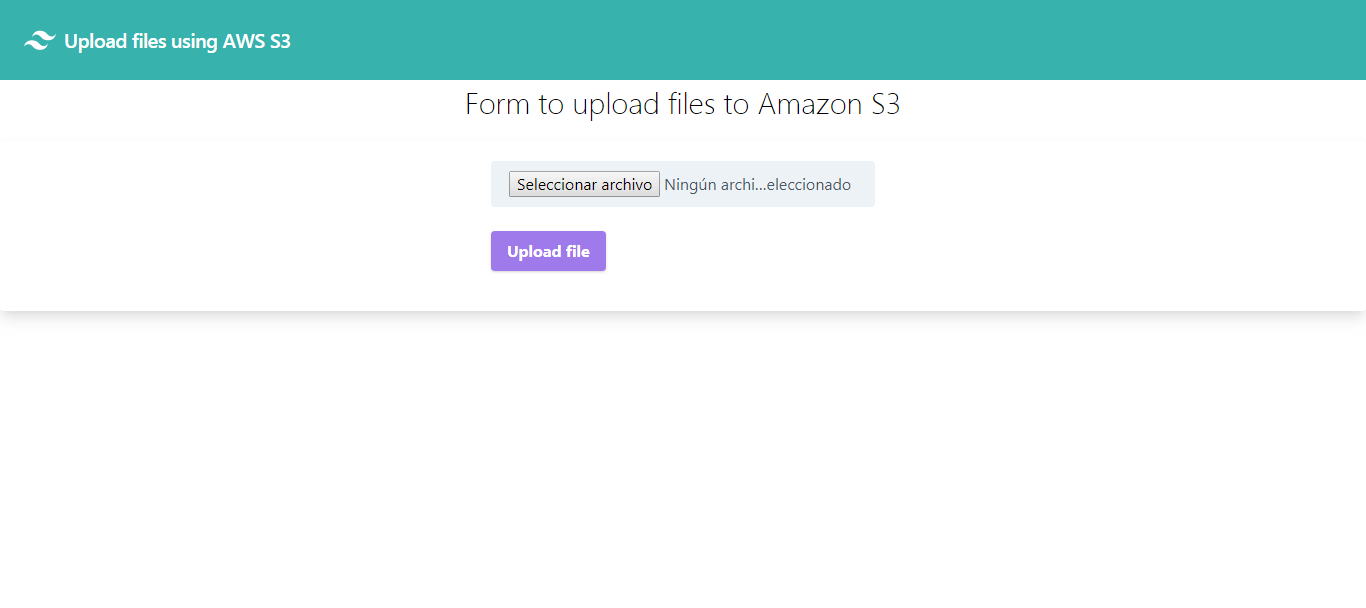 Upload files using AWS S3
Form to upload files to Amazon S3
Seleccionar archivo Ningún archi...eleccionado
Upload file